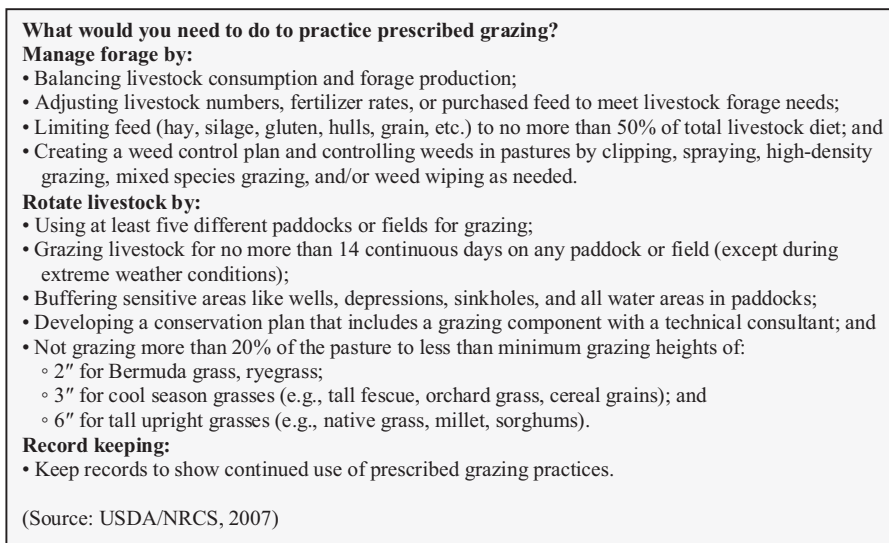 What would you need to do to practice prescribed grazing?
Manage forage by:
• Balancing livestock consumption and forage production;
• Adjusting livestock numbers, fertilizer rates, or purchased feed to meet livestock forage needs;
• Limiting feed (hay, silage, gluten, hulls, grain, etc.) to no more than 50% of total livestock diet; and
• Creating a weed control plan and controlling weeds in pastures by clipping, spraying, high-density
grazing, mixed species grazing, and/or weed wiping as needed.
Rotate livestock by:
• Using at least five different paddocks or fields for grazing;
• Grazing livestock for no more than 14 continuous days on any paddock or field (except during
extreme weather conditions);
• Buffering sensitive areas like wells, depressions, sinkholes, and all water areas in paddocks;
• Developing a conservation plan that includes a grazing component with a technical consultant; and
• Not grazing more than 20% of the pasture to less than minimum grazing heights of:
◦ 2″ for Bermuda grass, ryegrass;
◦ 3″ for cool season grasses (e.g., tall fescue, orchard grass, cereal grains); and
◦ 6″ for tall upright grasses (e.g., native grass, millet, sorghums).
Record keeping:
• Keep records to show continued use of prescribed grazing practices.
(Source: USDA/NRCS, 2007)